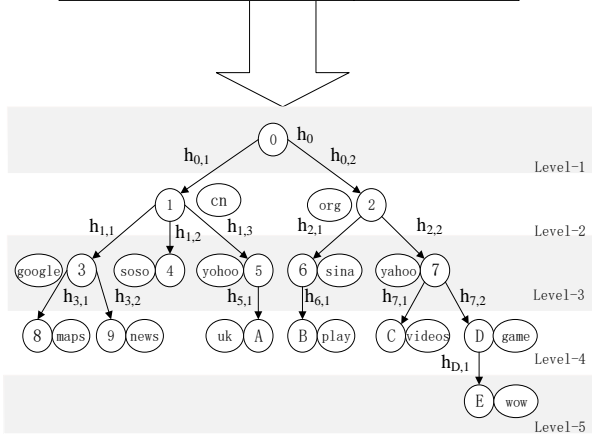 0 h0
h0,1 h0,2
Level-1
1 cn org 2
h1,1 h1,2 h1,3 h2,1 h2,2
Level-2
google 3 soso 4 yohoo 5 6 sina yahoo 7
h3,1 h3,2 h5,1 h6,1 h7,1 h7,2
Level-3
8 maps 9 news uk A B play C videos D game
hD,1
Level-4
E wow
Level-5